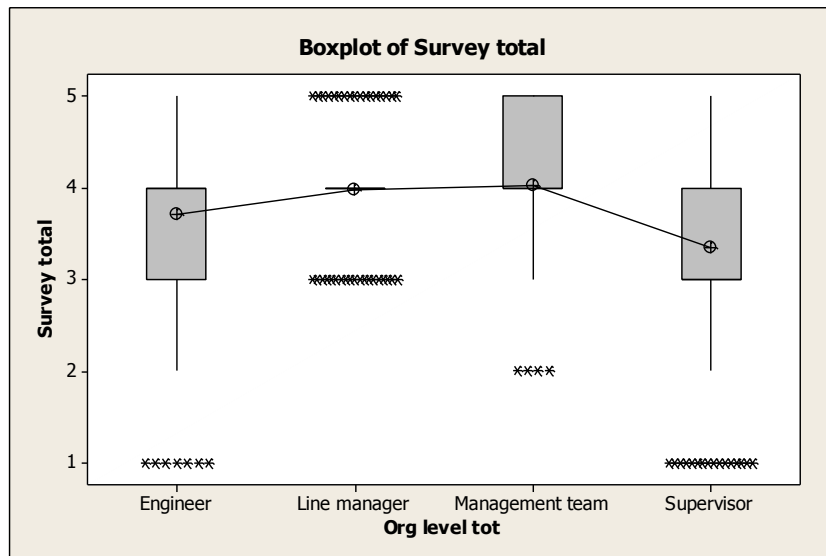 Boxplot of Survey total
5
4
3
2
1
Survey total
Engineer Line manager Management team Supervisor
Org level tot